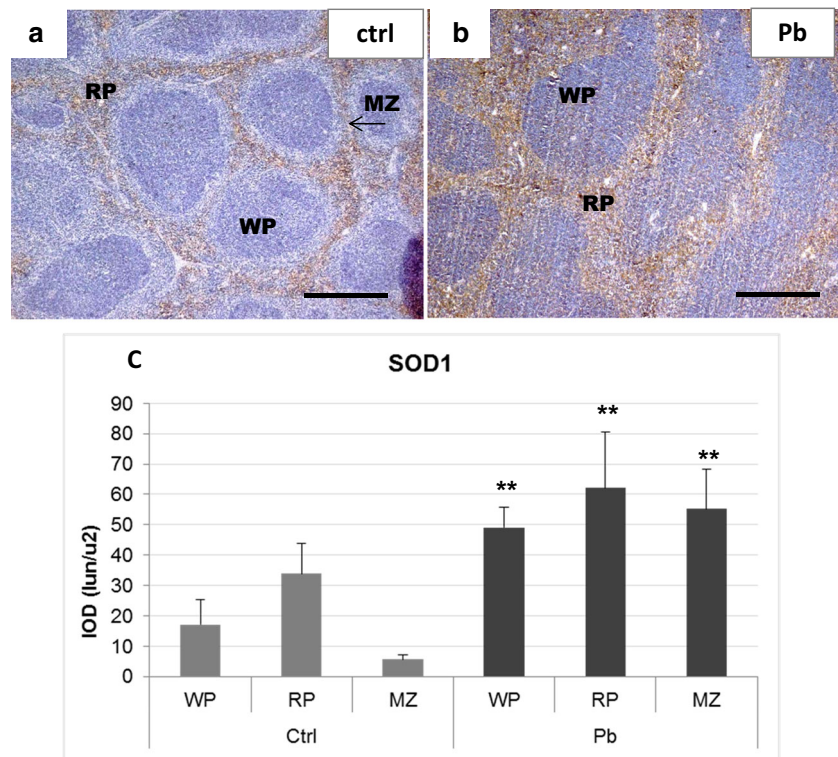 a ctrl
RP
MZ
WP
b Pb
WP
RP
C SOD1
IOD (lun/u2)
90
80
70
60
50
40
30
20
10
0
** ** **
WP RP MZ WP RP MZ
Ctrl Pb